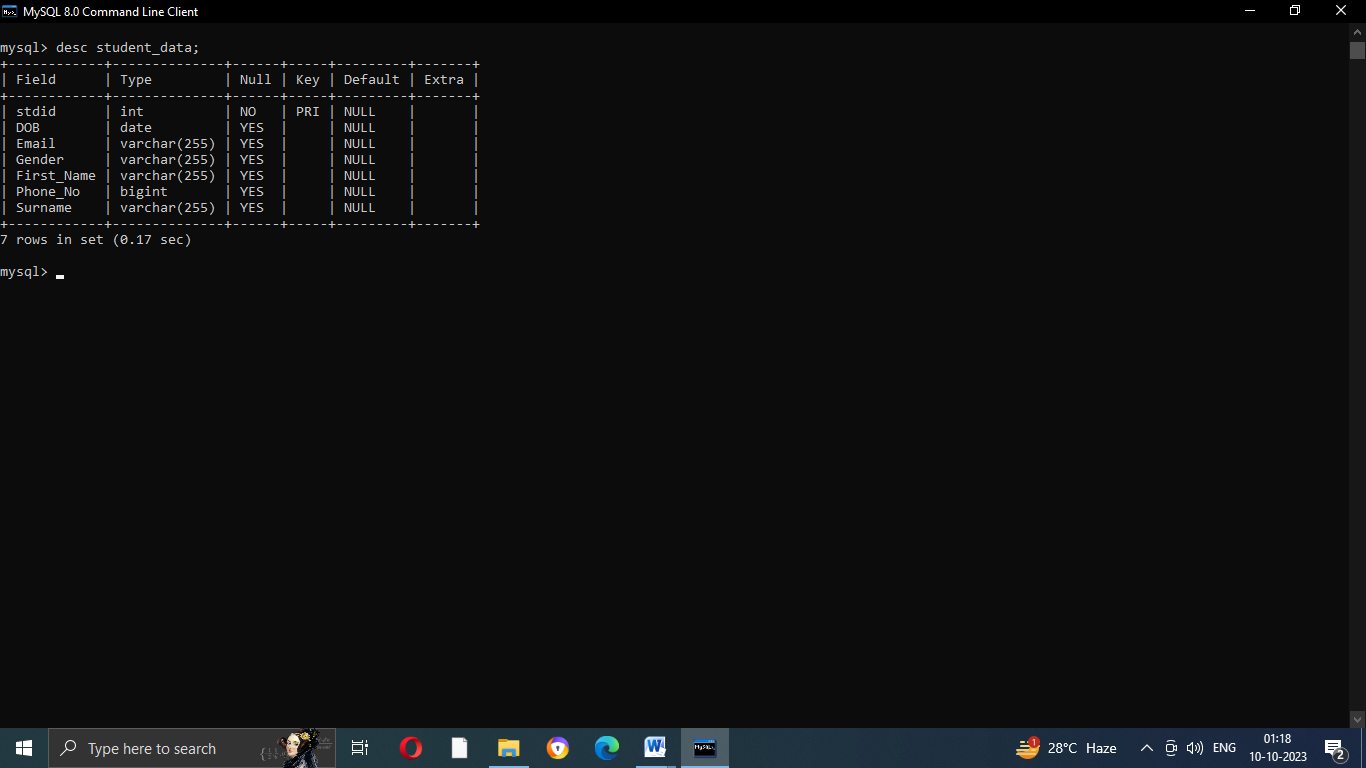 MySQL 8.0 Command Line Client
mysql> desc student_data;
+------------+--------------+------+-----+---------+-------+
| Field      | Type         | Null | Key | Default | Extra |
+------------+--------------+------+-----+---------+-------+
| stdid      | int          | NO   | PRI | NULL    |       |
| DOB        | date         | YES  |     | NULL    |       |
| Email      | varchar(255) | YES  |     | NULL    |       |
| Gender     | varchar(255) | YES  |     | NULL    |       |
| First_Name | varchar(255) | YES  |     | NULL    |       |
| Phone_No   | bigint       | YES  |     | NULL    |       |
| Surname    | varchar(255) | YES  |     | NULL    |       |
+------------+--------------+------+-----+---------+-------+
7 rows in set (0.17 sec)
mysql>
Type here to search
W
MySQL
1
28°C Haze
ENG
01:18
10-10-2023
2